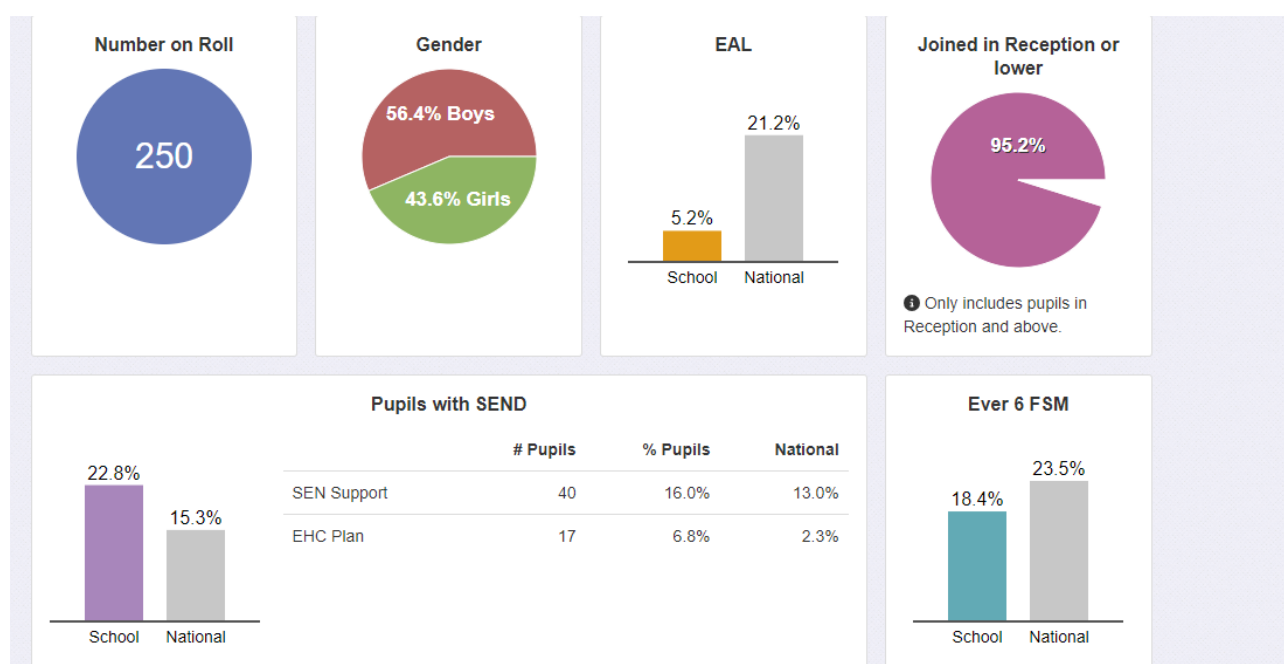 Number on Roll
250
Gender
56.4% Boys
43.6% Girls
EAL
21.2%
5.2%
School National
Joined in Reception or
lower
95.2%
Only includes pupils in
Reception and above.
Pupils with SEND
22.8%
15.3%
School National
# Pupils % Pupils National
SEN Support 40 16.0% 13.0%
EHC Plan 17 6.8% 2.3%
Ever 6 FSM
23.5%
18.4%
School National